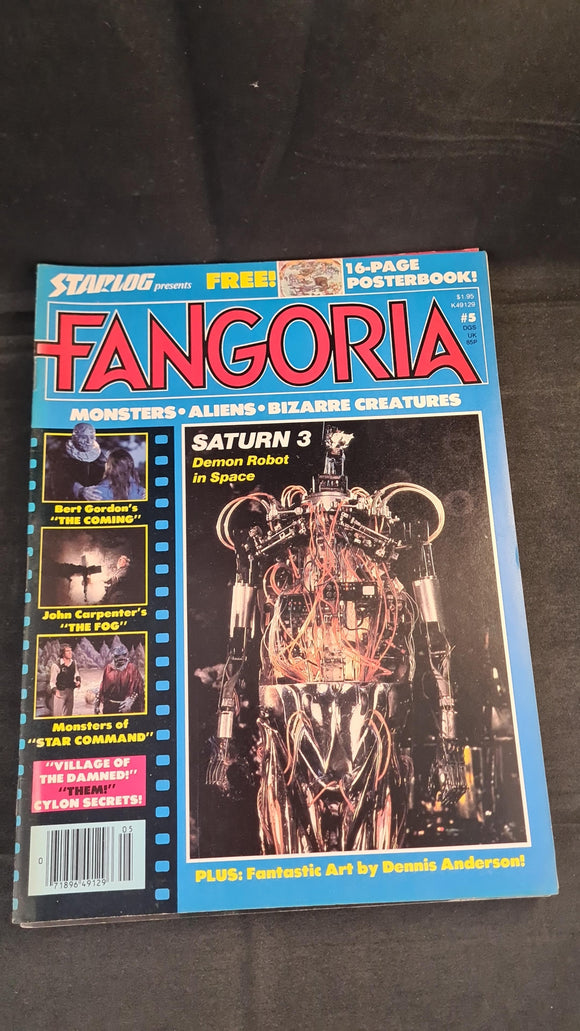 STARLOG presents FREE! 16-PAGE
POSTERBOOK!
$1.95
K49129
#5
DGS
UK
85P
FANGORIA
MONSTERS • ALIENS • BIZARRE CREATURES
SATURN 3
Demon Robot
in Space
Bert Gordon's
"THE COMING"
John Carpenter's
"THE FOG"
Monsters of
"STAR COMMAND"
"VILLAGE OF
THE DAMNED!"
"THEM!"
CYLON SECRETS!
05
0 71896 49129
PLUS: Fantastic Art by Dennis Anderson!